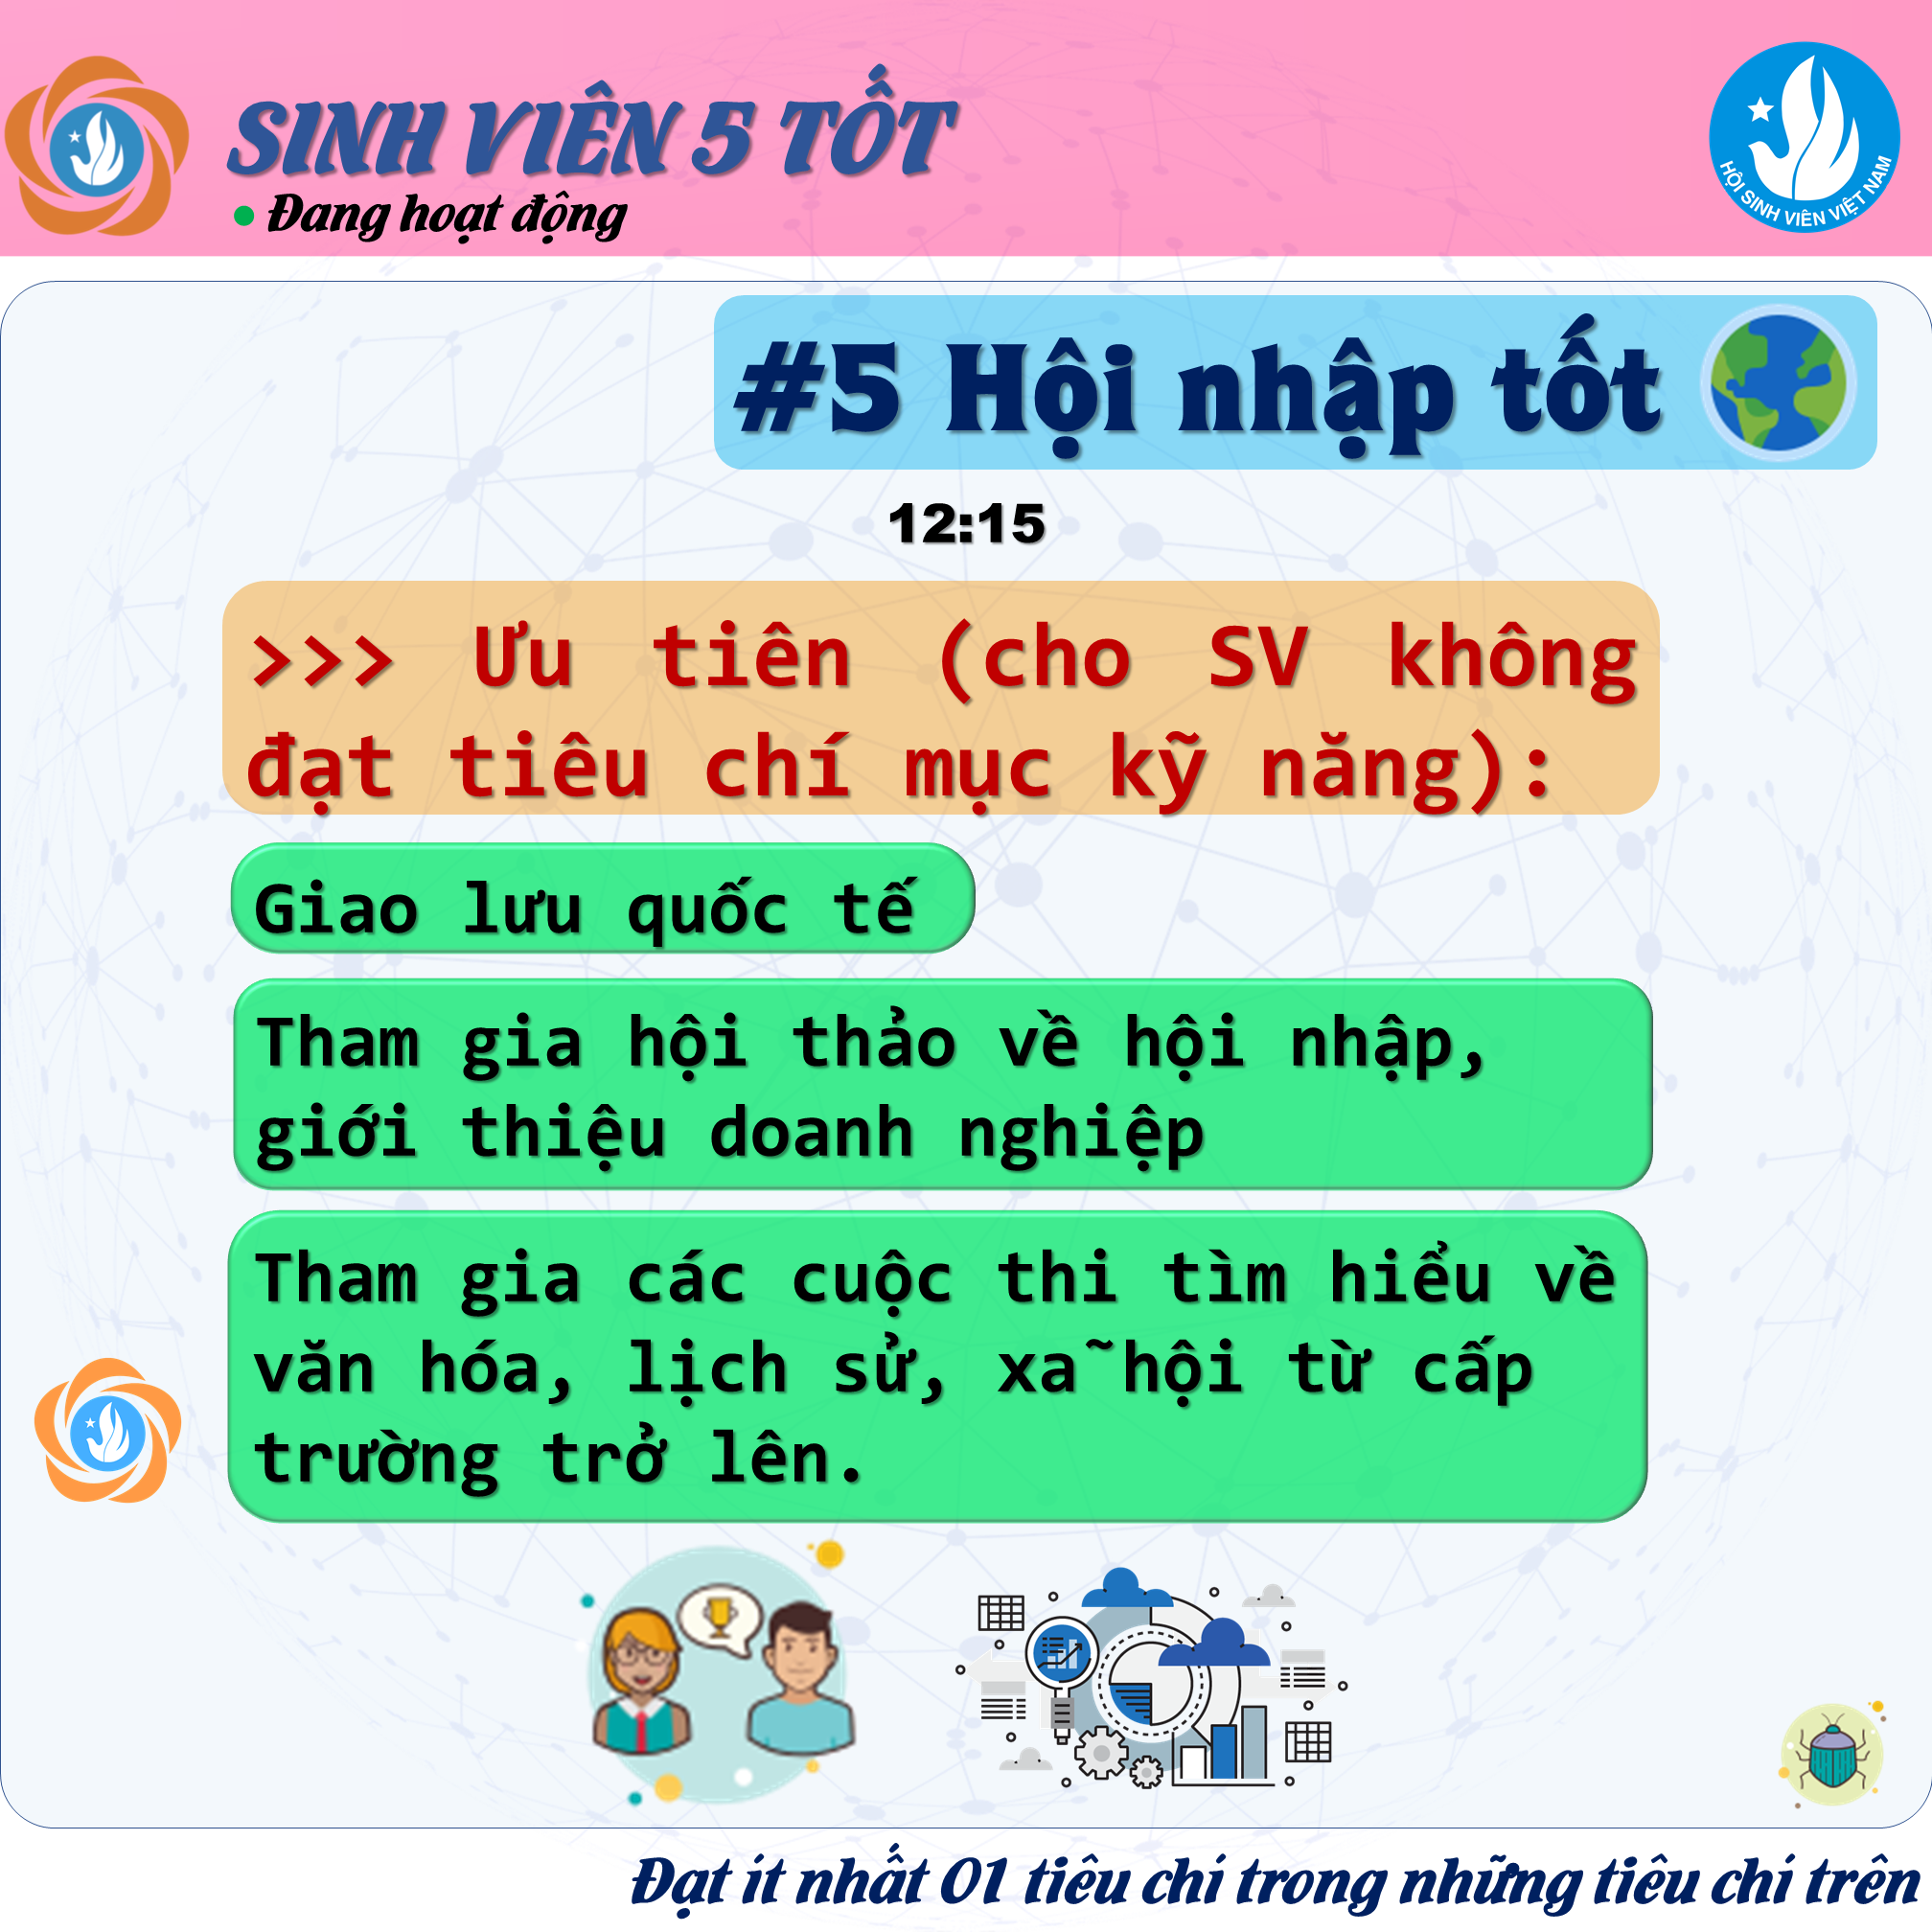 SINH VIÊN 5 TỐT
Đang hoạt động
HỘI SINH VIÊN VIỆT NAM
#5 Hội nhập tốt
12:15
>>> Ưu tiên (cho SV không
đạt tiêu chí mục kỹ năng):
Giao lưu quốc tế
Tham gia hội thảo về hội nhập,
giới thiệu doanh nghiệp
Tham gia các cuộc thi tìm hiểu về
văn hóa, lịch sử, xã hội từ cấp
trường trở lên.
Đạt ít nhất 01 tiêu chí trong những tiêu chí trên